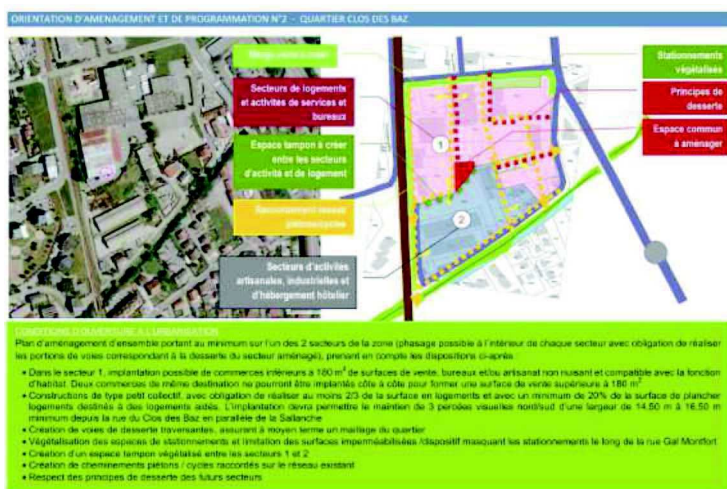 ORIENTATION D'AMENAGEMENT ET DE PROGRAMMATION N°2 - QUARTIER CLOS DES BAZ
Secteurs de logements
et activités de services et
bureaux
Espace tampon à créer
entre les secteurs
d'activité et de logement
Raccordement réseau
piétons/cycles
Secteurs d'activités
artisanales, industrielles et
d'hébergement hôtelier
1
2
Stationnements
végétalisés
Principes de
desserte
Espace commun
à aménager
CONDITIONS D'OUVERTURE A L'URBANISATION
Plan d'aménagement d'ensemble portant au minimum sur l'un des 2 secteurs de la zone (phasage possible à l'intérieur de chaque secteur avec obligation de réaliser
les portions de voies correspondant à la desserte du secteur aménagé), prenant en compte les dispositions ci-après :
• Dans le secteur 1, implantation possible de commerces inférieurs à 180 m² de surfaces de vente, bureaux et/ou artisanat non nuisant et compatible avec la fonction
d'habitat. Deux commerces de même destination ne pourront être implantés côte à côte pour former une surface de vente supérieure à 180 m²
• Constructions de type petit collectif, avec obligation de réaliser au moins 2/3 de la surface en logements et avec un minimum de 20% de la surface de plancher
logements destinés à des logements aidés. L'implantation devra permettre le maintien de 3 percées visuelles nord/sud d'une largeur de 14,50 m à 16,50 m
minimum depuis la rue du Clos des Baz en parallèle de la Sallanche
• Création de voies de desserte traversantes, assurant à moyen terme un maillage du quartier
• Végétalisation des espaces de stationnements et limitation des surfaces imperméabilisées /dispositif masquant les stationnements le long de la rue Gal Montfort
• Création d'un espace tampon végétalisé entre les secteurs 1 et 2
• Création de cheminements piétons / cycles raccordés sur le réseau existant
• Respect des principes de desserte des futurs secteurs